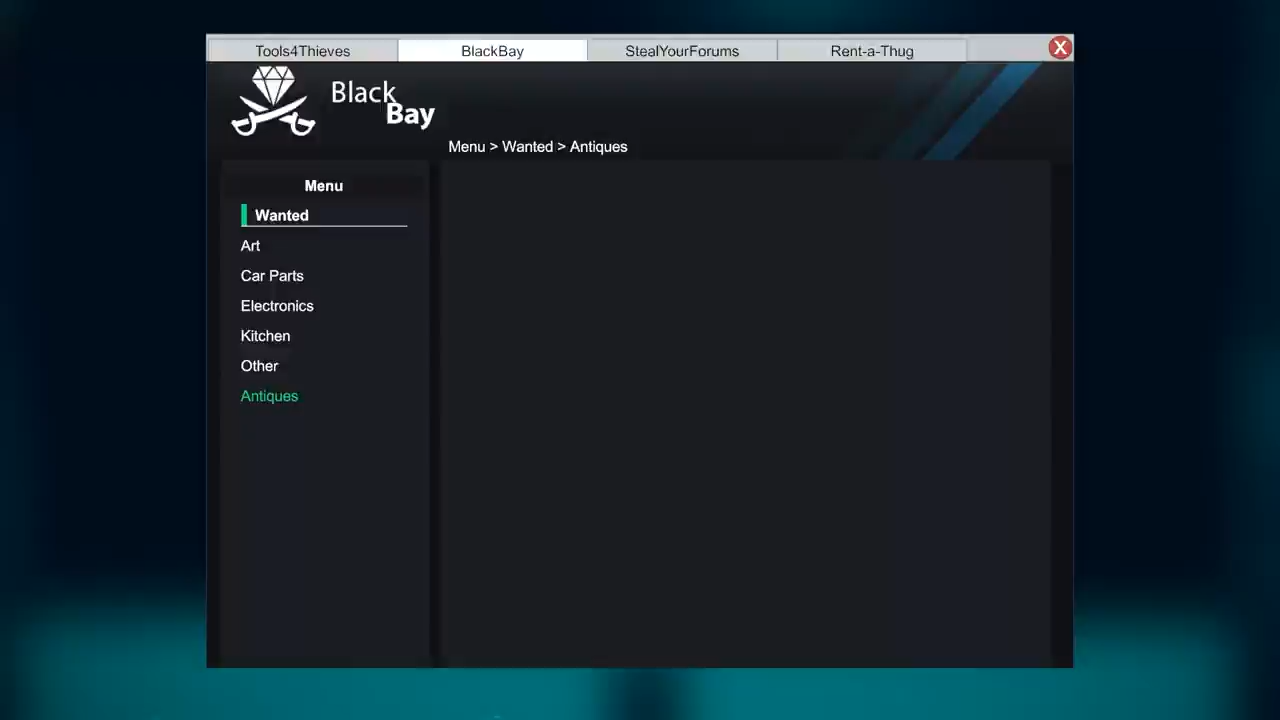 Tools4Thieves BlackBay StealYourForums Rent-a-Thug X
Black
Bay
Menu > Wanted > Antiques
Menu
Wanted
Art
Car Parts
Electronics
Kitchen
Other
Antiques